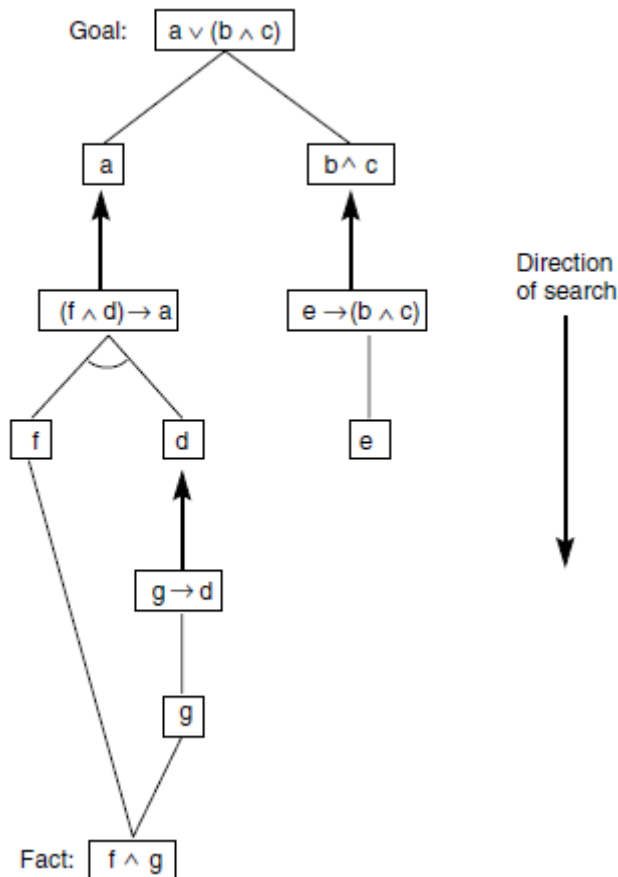 Goal: a ∨ (b ∧ c)
a
b ∧ c
Direction
of search
(f ∧ d) → a
e → (b ∧ c)
f
d
e
g → d
g
Fact: f ∧ g